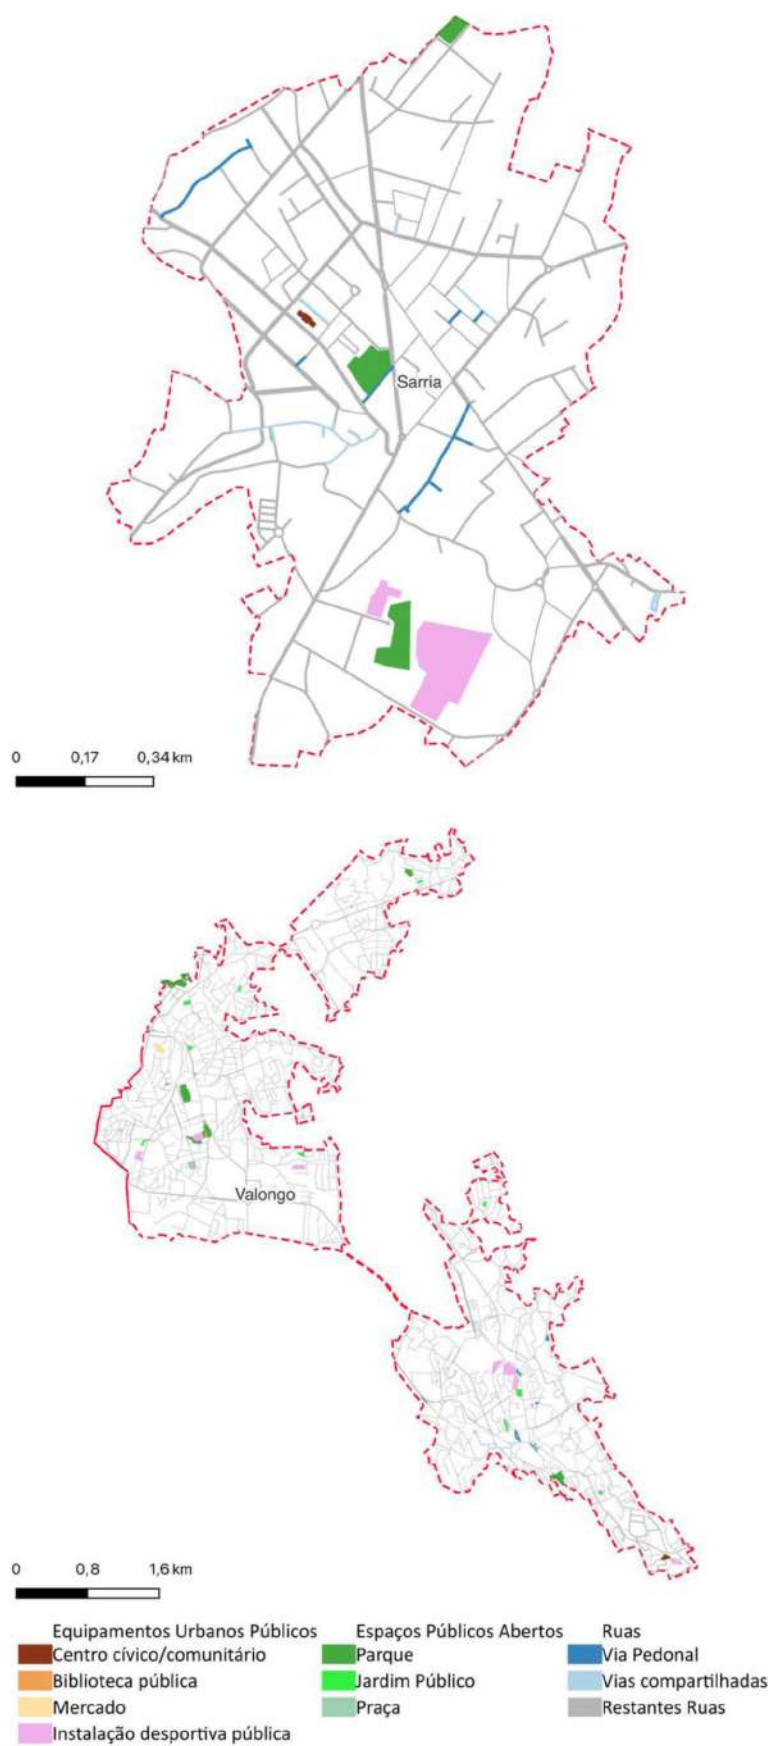 Sarria
0 0,17 0,34 km
Valongo
0 0,8 1,6 km
Equipamentos Urbanos Públicos
Centro cívico/comunitário
Biblioteca pública
Mercado
Instalação desportiva pública
Espaços Públicos Abertos
Parque
Jardim Público
Praça
Ruas
Via Pedonal
Vias compartilhadas
Restantes Ruas